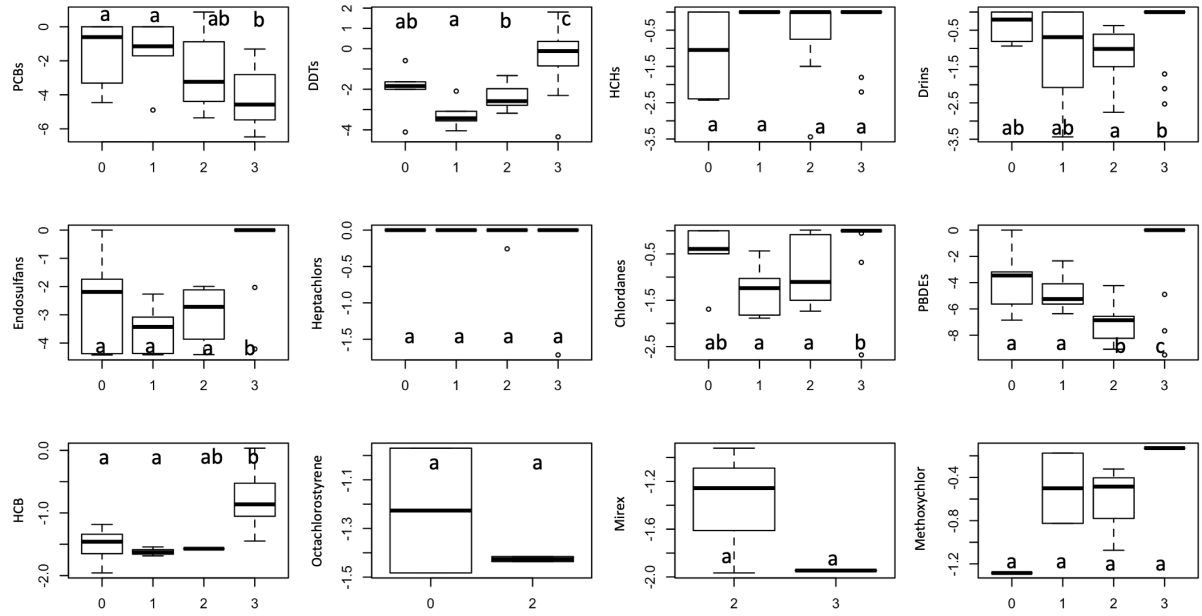 PCBs
0
-2
-4
-6
a a ab b
0 1 2 3
DDTs
2
0
-2
-4
ab a b c
0 1 2 3
HCHs
-0.5
-1.5
-2.5
-3.5
a a a a
0 1 2 3
Drins
-0.5
-1.5
-2.5
-3.5
ab ab a b
0 1 2 3
Endosulfans
0
-1
-2
-3
-4
a a a b
0 1 2 3
Heptachlors
0.0
-0.5
-1.0
-1.5
a a a a
0 1 2 3
Chlordanes
-0.5
-1.5
-2.5
ab a a b
0 1 2 3
PBDEs
0
-2
-4
-6
-8
a a b c
0 1 2 3
HCB
0.0
-1.0
-2.0
a a ab b
0 1 2 3
Octachlorostyrene
-1.1
-1.3
-1.5
a a
0 2
Mirex
-1.2
-1.6
-2.0
a a
2 3
Methoxychlor
-0.4
-0.8
-1.2
a a a a
0 1 2 3